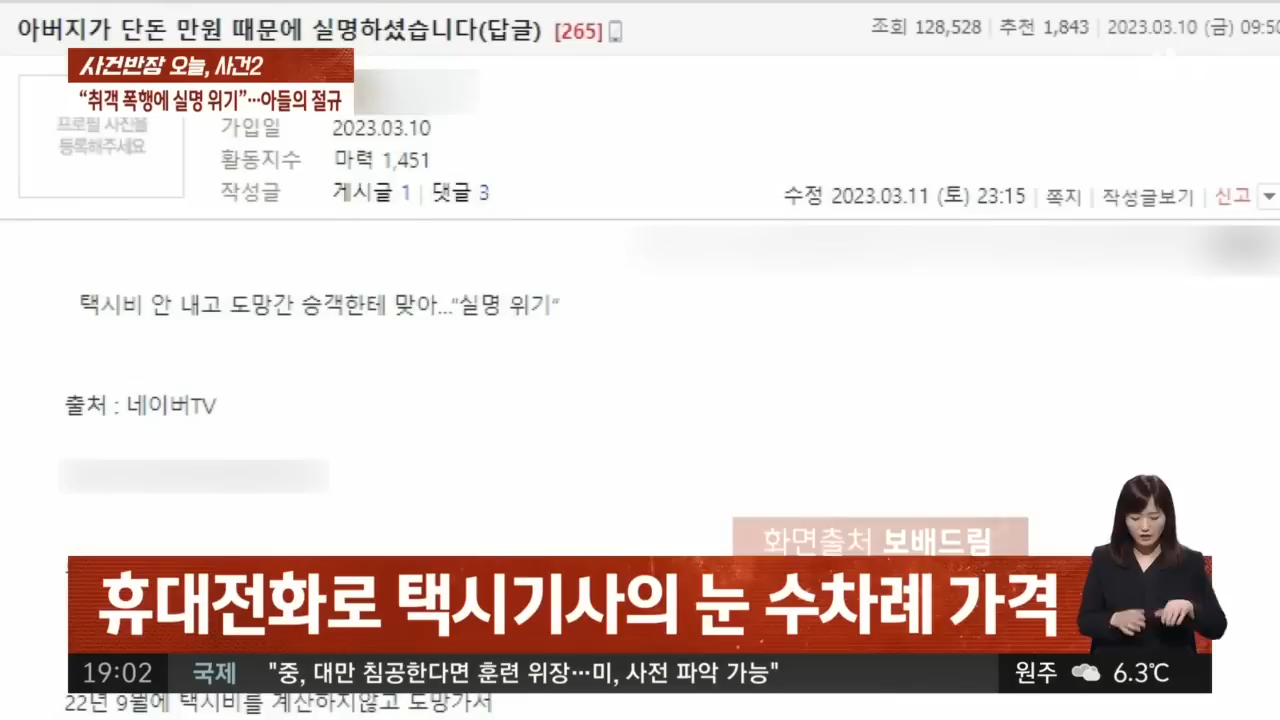 아버지가 단돈 만원 때문에 실명하셨습니다(답글) [265]
조회 128,528 | 추천 1,843 | 2023.03.10 (금) 09:50
사건반장 오늘, 사건2
“취객 폭행에 실명 위기”…아들의 절규
프로필 사진을
등록해주세요
가입일 2023.03.10
활동지수 마력 1,451
작성글 게시글 1 | 댓글 3
수정 2023.03.11 (토) 23:15 | 쪽지 | 작성글보기 | 신고
택시비 안 내고 도망간 승객한테 맞아..."실명 위기"
출처 : 네이버TV
화면출처 보배드림
휴대전화로 택시기사의 눈 수차례 가격
19:02 국제 "중, 대만 침공한다면 훈련 위장…미, 사전 파악 가능" 원주 6.3℃
22년 9월에 택시비를 계산하지않고 도망가서